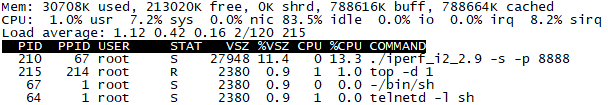 Mem: 30708K used, 213020K free, 0K shrd, 788616K buff, 788664K cached
CPU: 1.0% usr 7.2% sys 0.0% nic 83.5% idle 0.0% io 0.0% irq 8.2% sirq
Load average: 1.12 0.42 0.16 2/120 215
PID PPID USER STAT VSZ %VSZ CPU %CPU COMMAND
210 67 root S 27948 11.4 0 13.3 ./iperf_i2_2.9 -s -p 8888
215 214 root R 2380 0.9 1 1.0 top -d 1
67 64 root S 2380 0.9 0 0.0 -/bin/sh
64 1 root S 2380 0.9 1 0.0 telnetd -l sh